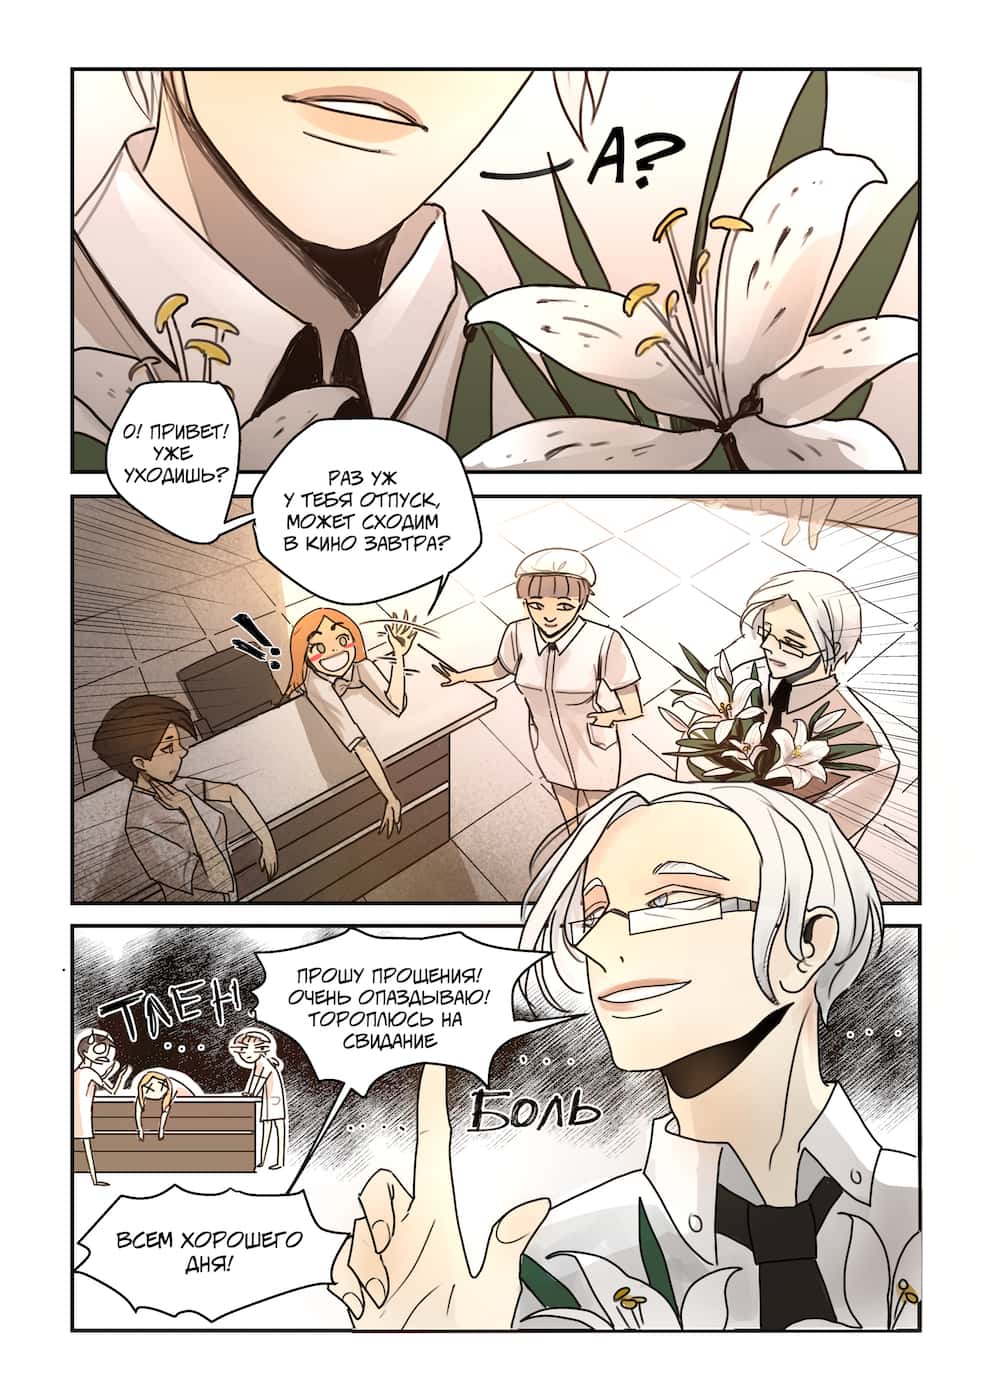 А?
О! ПРИВЕТ!
УЖЕ
УХОДИШЬ?
РАЗ УЖ
У ТЕБЯ ОТПУСК,
МОЖЕТ СХОДИМ
В КИНО ЗАВТРА?
!!
ПРОШУ ПРОЩЕНИЯ!
ОЧЕНЬ ОПАЗДЫВАЮ!
ТОРОПЛЮСЬ НА
СВИДАНИЕ
ТЛЕН...
...БОЛЬ...
ВСЕМ ХОРОШЕГО
ДНЯ!